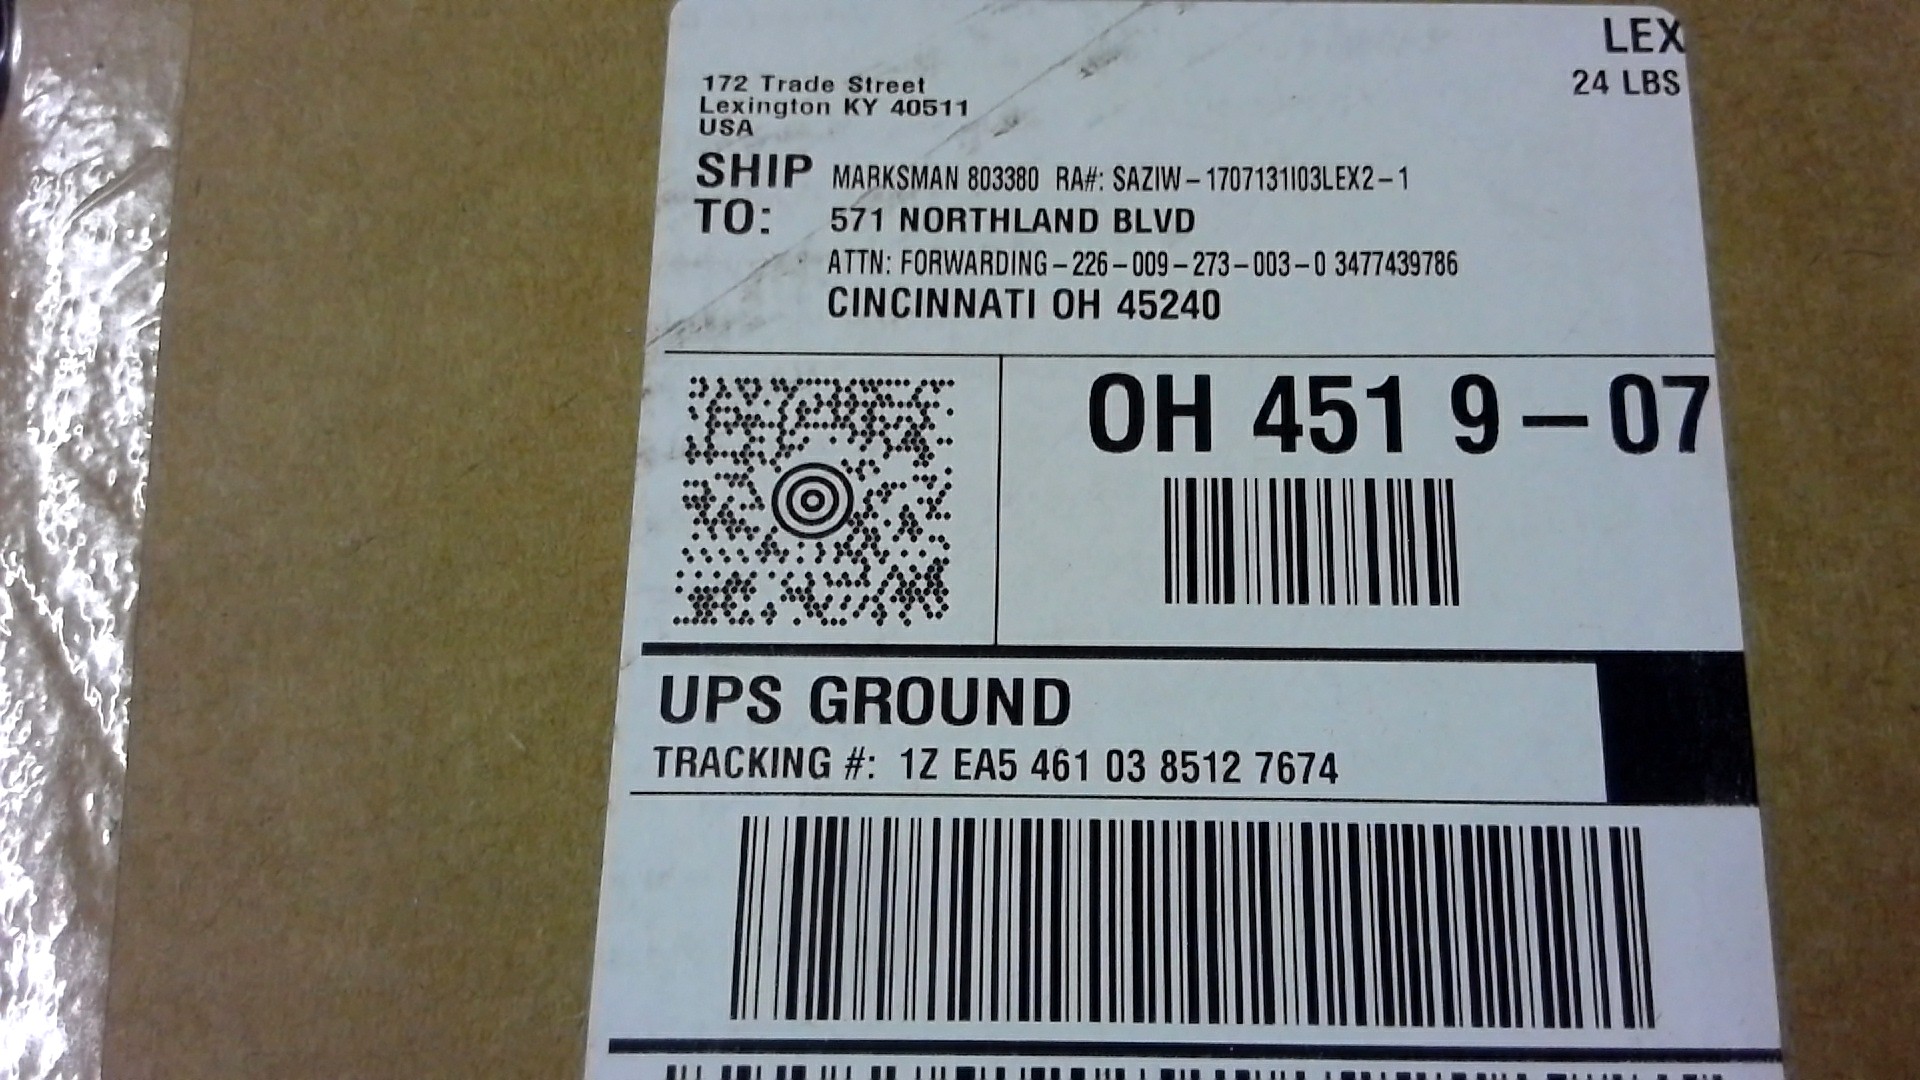 LEX
24 LBS
172 Trade Street
Lexington KY 40511
USA
SHIP TO:
MARKSMAN 803380 RA#: SAZIW-1707131I03LEX2-1
571 NORTHLAND BLVD
ATTN: FORWARDING-226-009-273-003-0 3477439786
CINCINNATI OH 45240
OH 451 9-07
UPS GROUND
TRACKING #: 1Z EA5 461 03 8512 7674